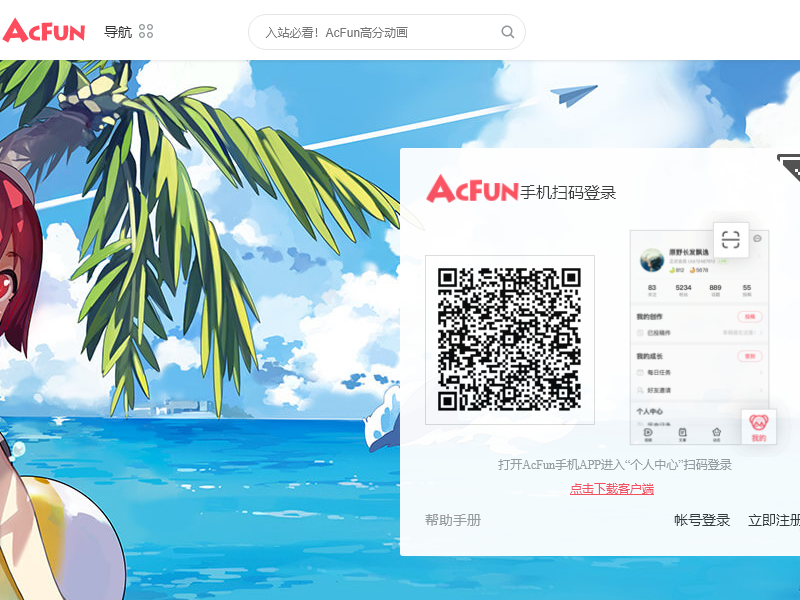 AcFun 导航 入站必看！AcFun高分动画
AcFun手机扫码登录
原野长发飘逸
812 5878
83 5234 889 55
我的创作
已投稿件
我的成长
每日任务
好友邀请
个人中心
我的
打开AcFun手机APP进入“个人中心”扫码登录
点击下载客户端
帮助手册 帐号登录 立即注册